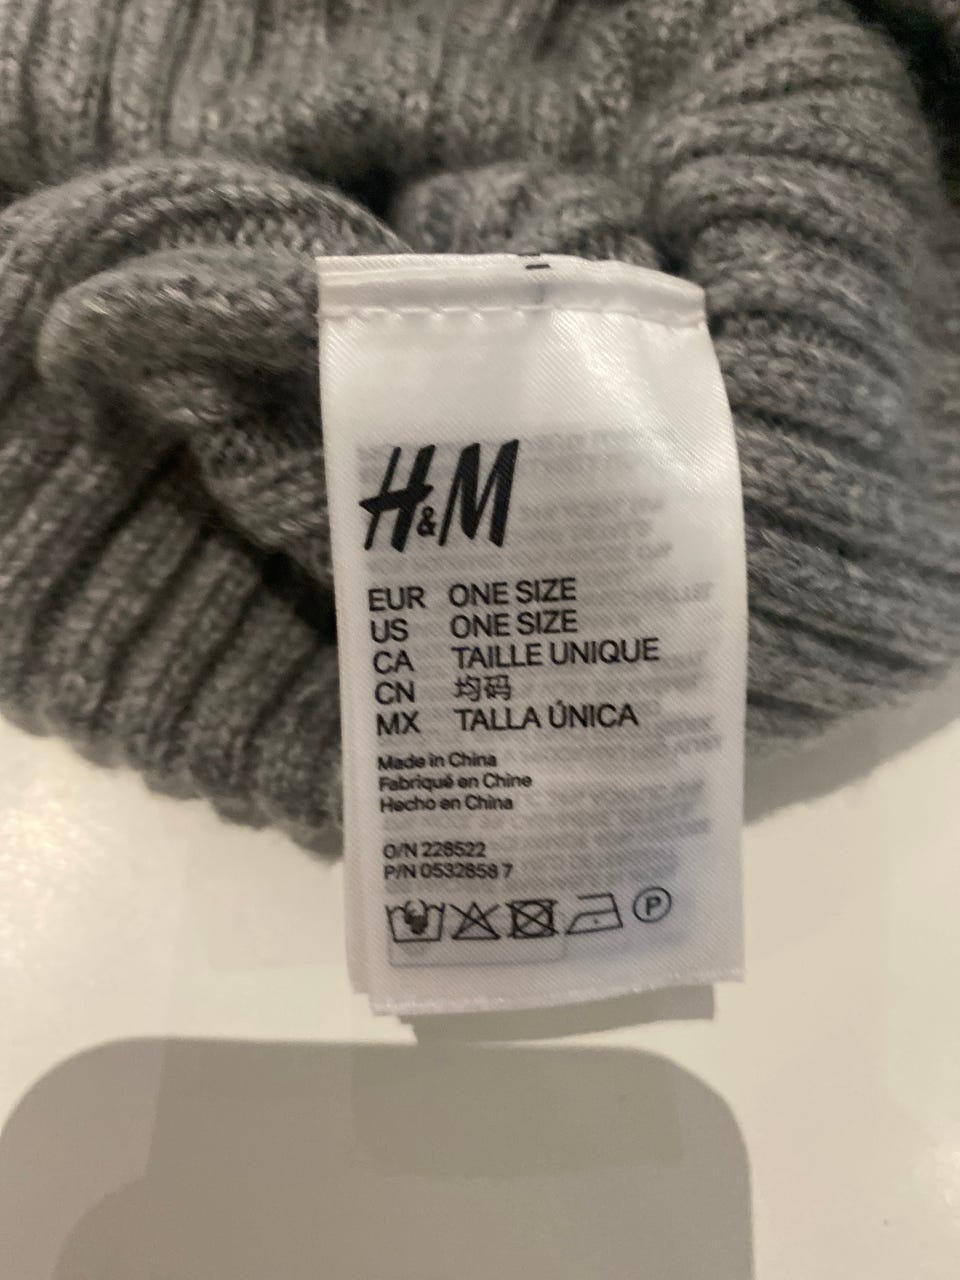 H&M
EUR ONE SIZE
US ONE SIZE
CA TAILLE UNIQUE
CN 均码
MX TALLA ÚNICA
Made in China
Fabriqué en Chine
Hecho en China
O/N 228522
P/N 0532858 7
P